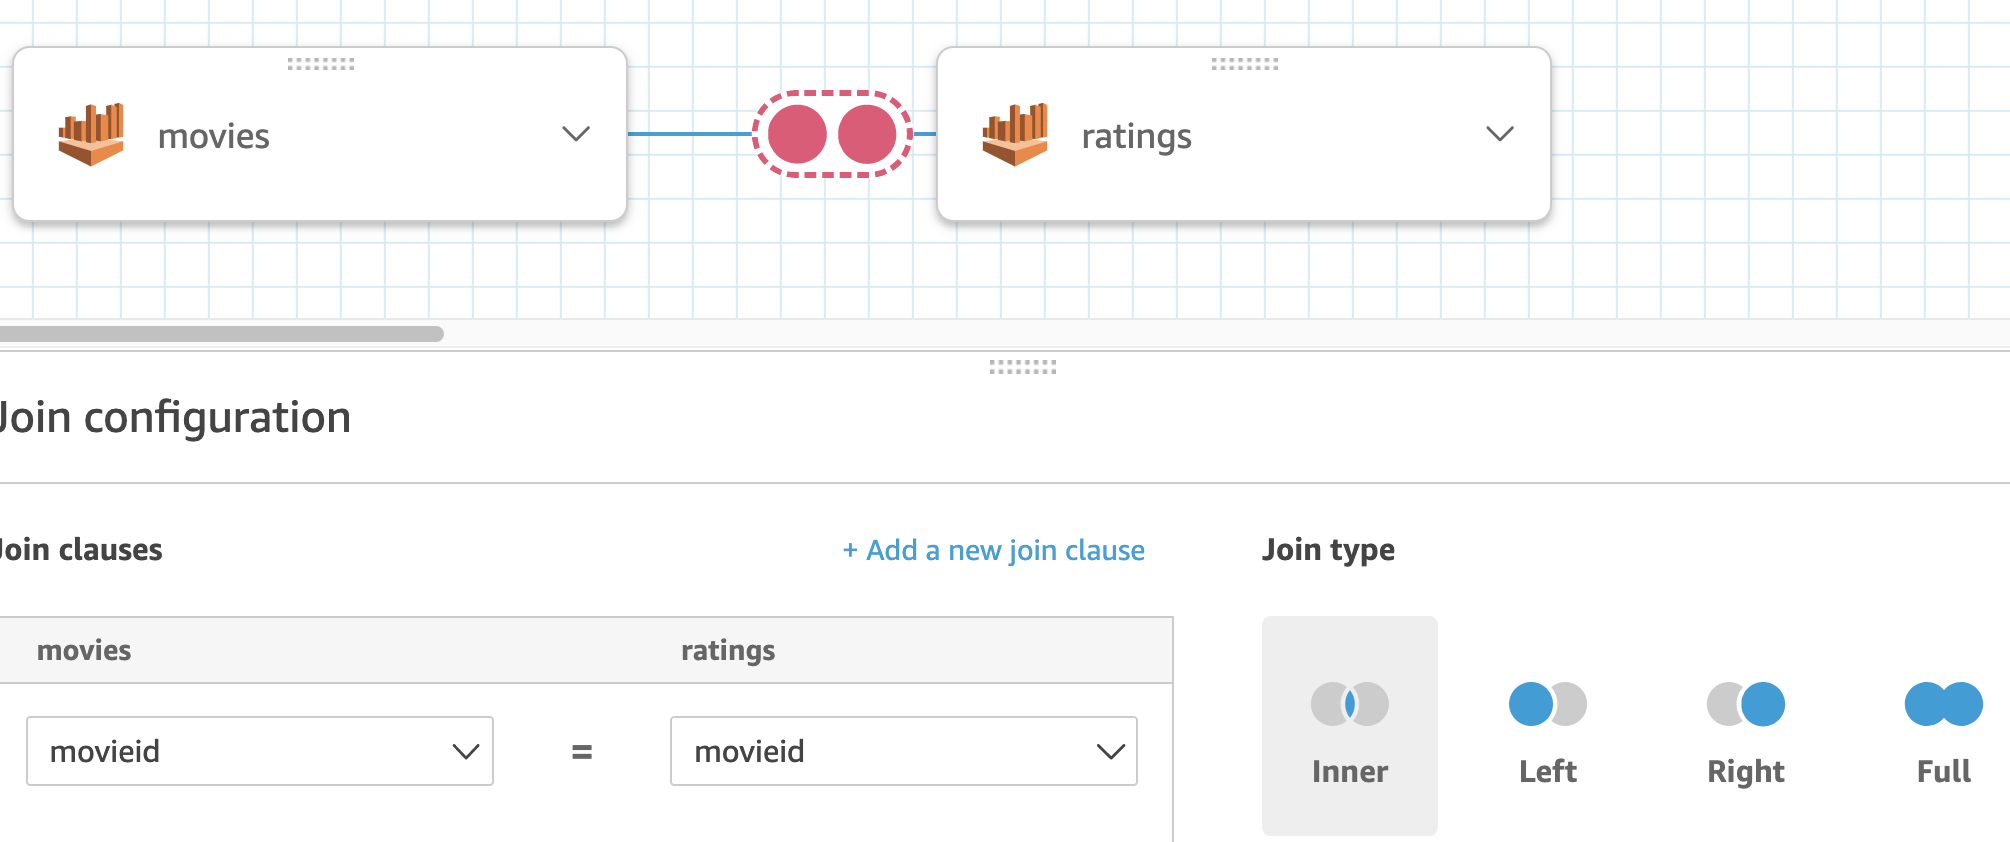 movies
ratings
Join configuration
Join clauses
+ Add a new join clause
Join type
movies
ratings
movieid
=
movieid
Inner
Left
Right
Full